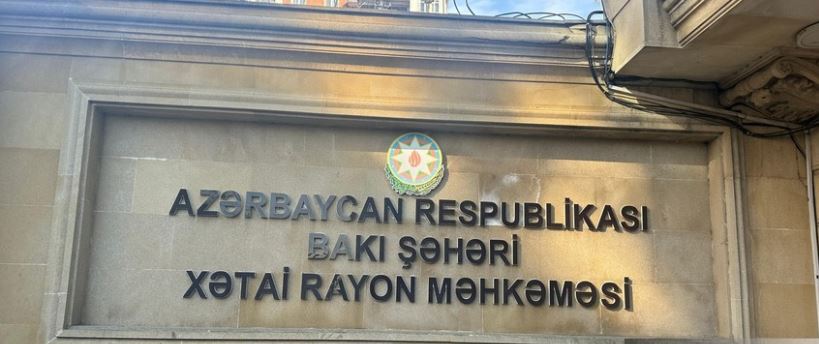 AZƏRBAYCAN RESPUBLİKASI
BAKI ŞƏHƏRİ
XƏTAİ RAYON MƏHKƏMƏSİ